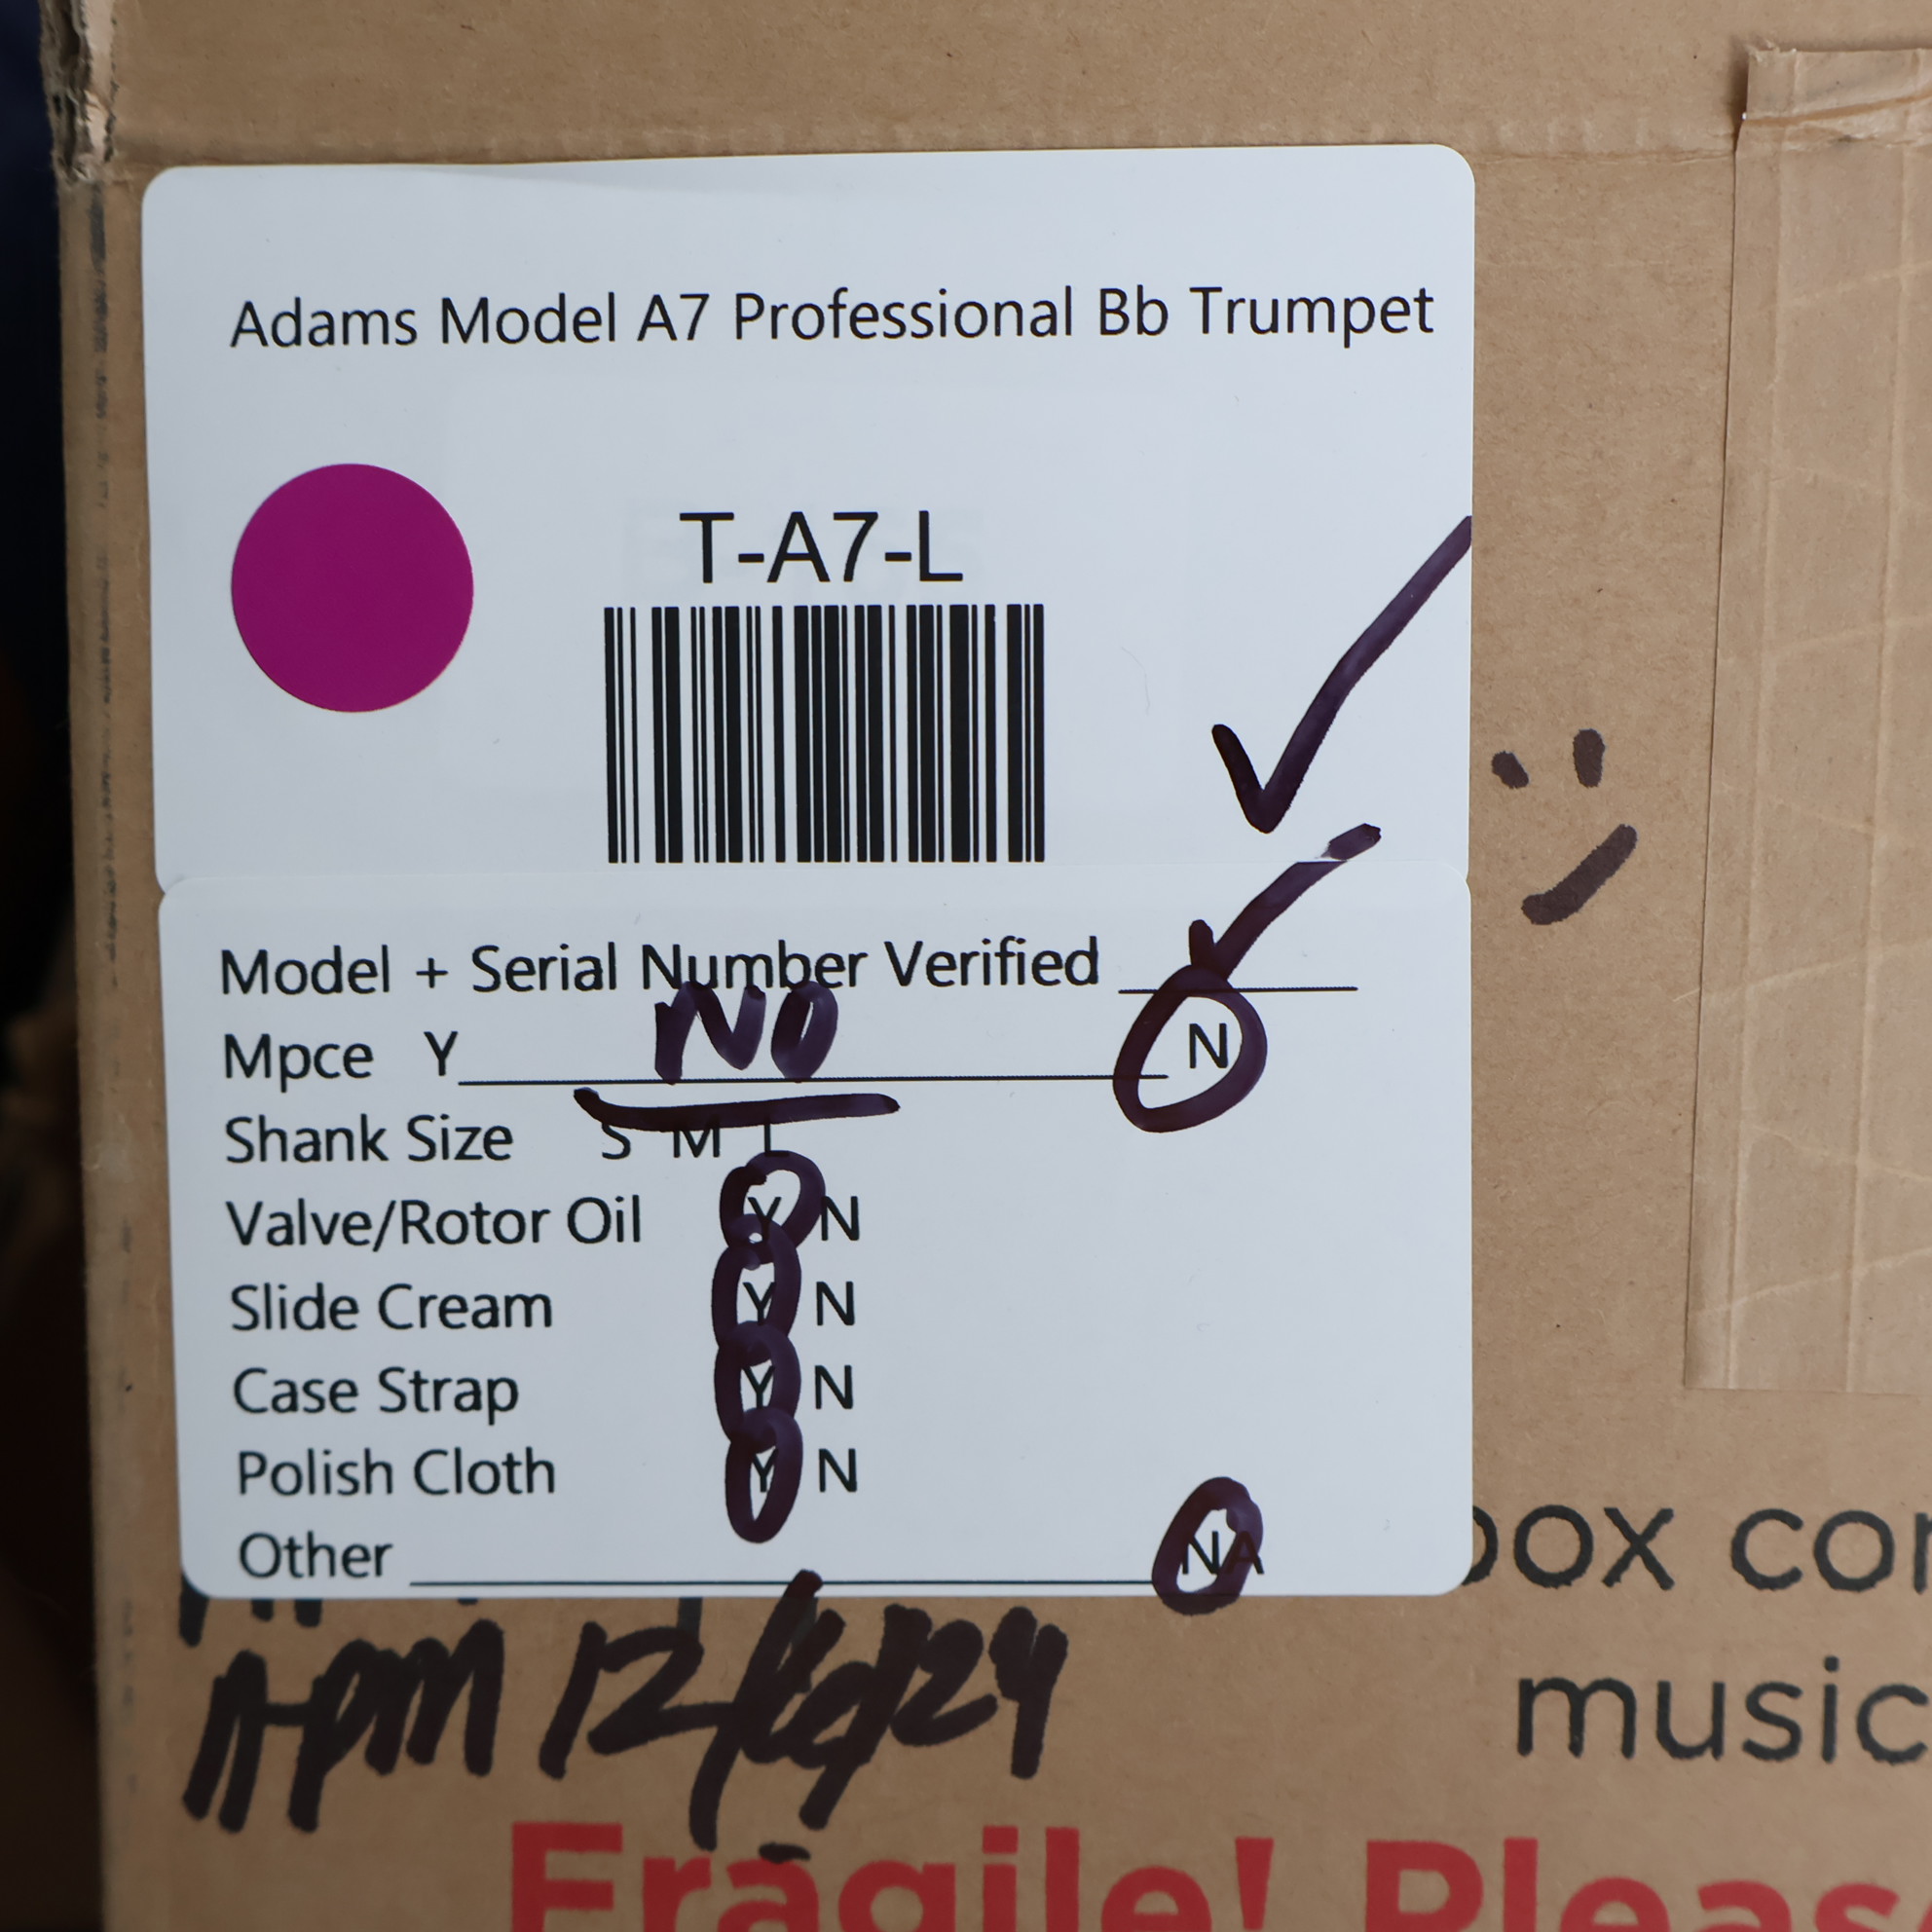 Adams Model A7 Professional Bb Trumpet
T-A7-L
Model + Serial Number Verified
Mpce Y NO N
Shank Size S M L
Valve/Rotor Oil Y N
Slide Cream Y N
Case Strap Y N
Polish Cloth Y N
Other NA
box cor
music
Fragile! Pleas